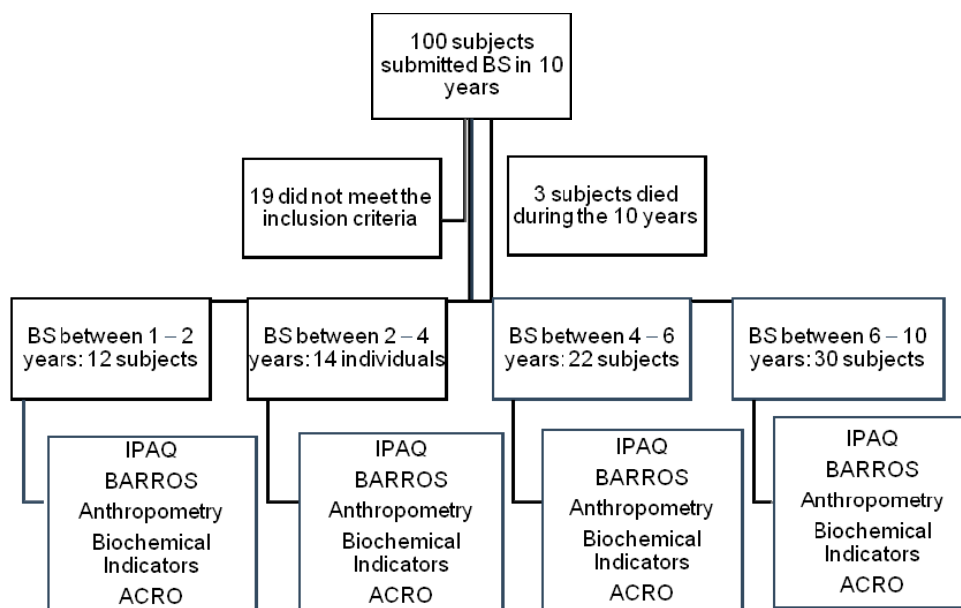 100 subjects
submitted BS in 10
years
19 did not meet the
inclusion criteria
3 subjects died
during the 10 years
BS between 1 – 2
years: 12 subjects
BS between 2 – 4
years: 14 individuals
BS between 4 – 6
years: 22 subjects
BS between 6 – 10
years: 30 subjects
IPAQ
BARROS
Anthropometry
Biochemical
Indicators
ACRO
IPAQ
BARROS
Anthropometry
Biochemical
Indicators
ACRO
IPAQ
BARROS
Anthropometry
Biochemical
Indicators
ACRO
IPAQ
BARROS
Anthropometry
Biochemical
Indicators
ACRO